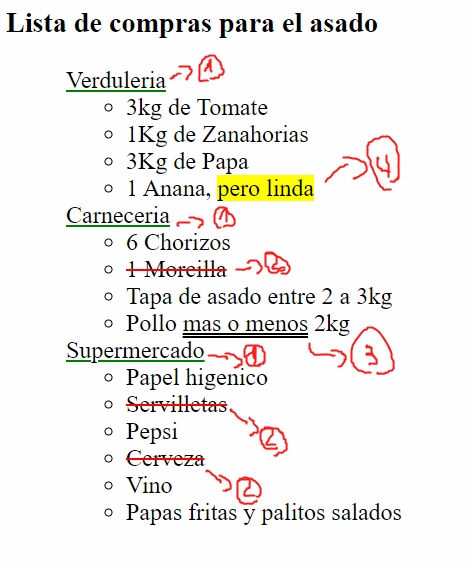 Lista de compras para el asado
Verduleria 1
3kg de Tomate
1Kg de Zanahorias
3Kg de Papa
1 Anana, pero linda 4
Carneceria 1
6 Chorizos
1 Morcilla 2
Tapa de asado entre 2 a 3kg
Pollo mas o menos 2kg 3
Supermercado 1
Papel higenico
Servilletas 2
Pepsi
Cerveza 2
Vino
Papas fritas y palitos salados